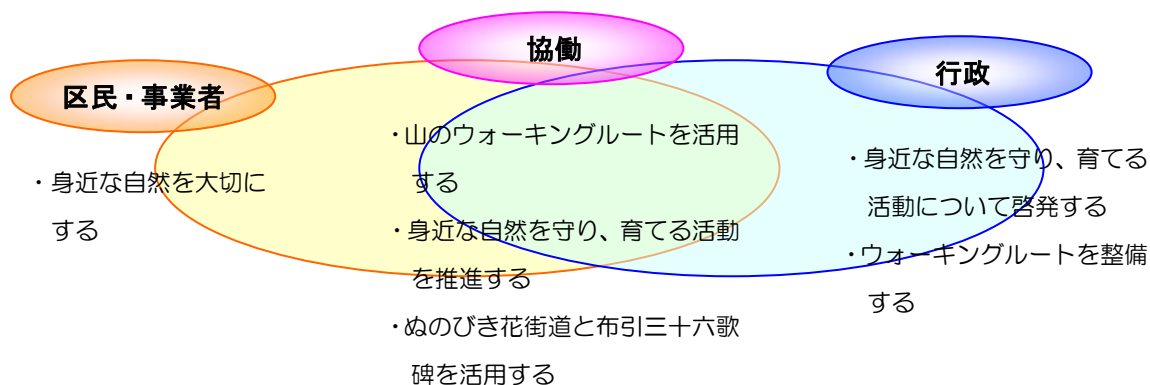 協働
区民・事業者
行政
・身近な自然を大切に
する
・山のウォーキングルートを活用
する
・身近な自然を守り、育てる活動
を推進する
・ぬのびき花街道と布引三十六歌
碑を活用する
・身近な自然を守り、育てる
活動について啓発する
・ウォーキングルートを整備
する